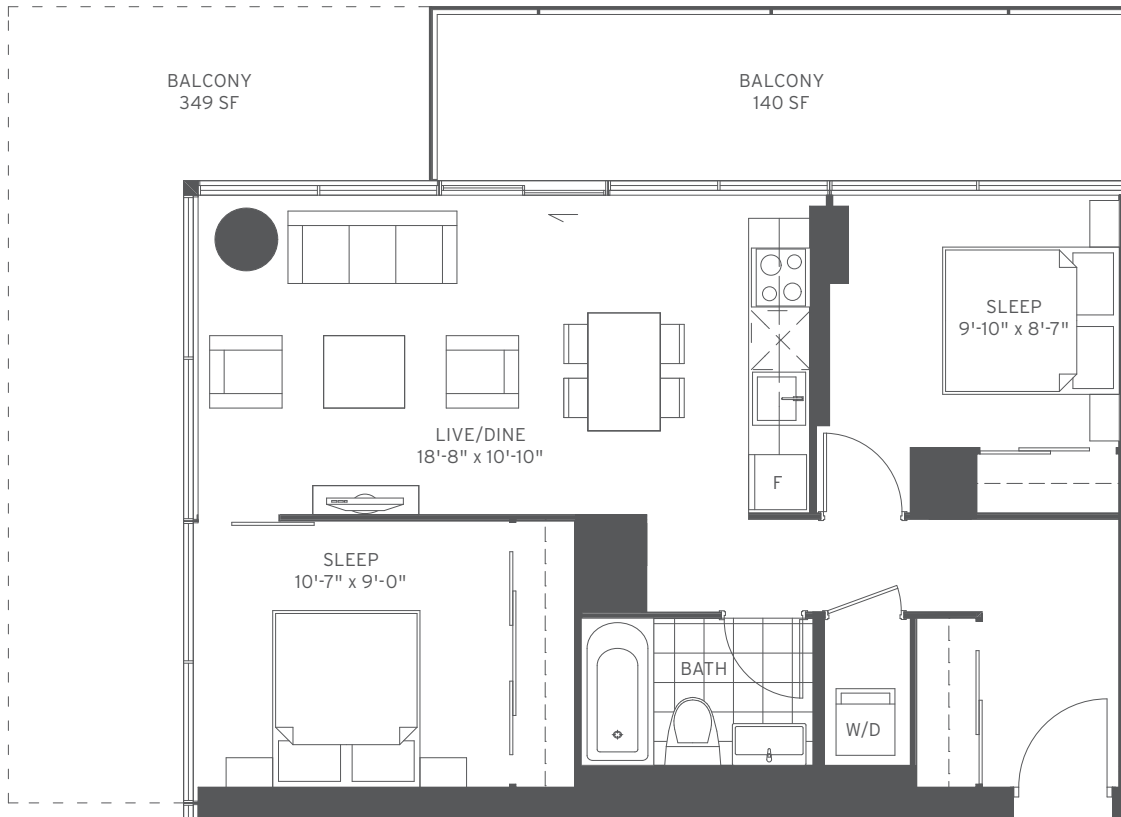 BALCONY
349 SF
BALCONY
140 SF
SLEEP
9'-10" x 8'-7"
LIVE/DINE
18'-8" x 10'-10"
F
SLEEP
10'-7" x 9'-0"
BATH
W/D